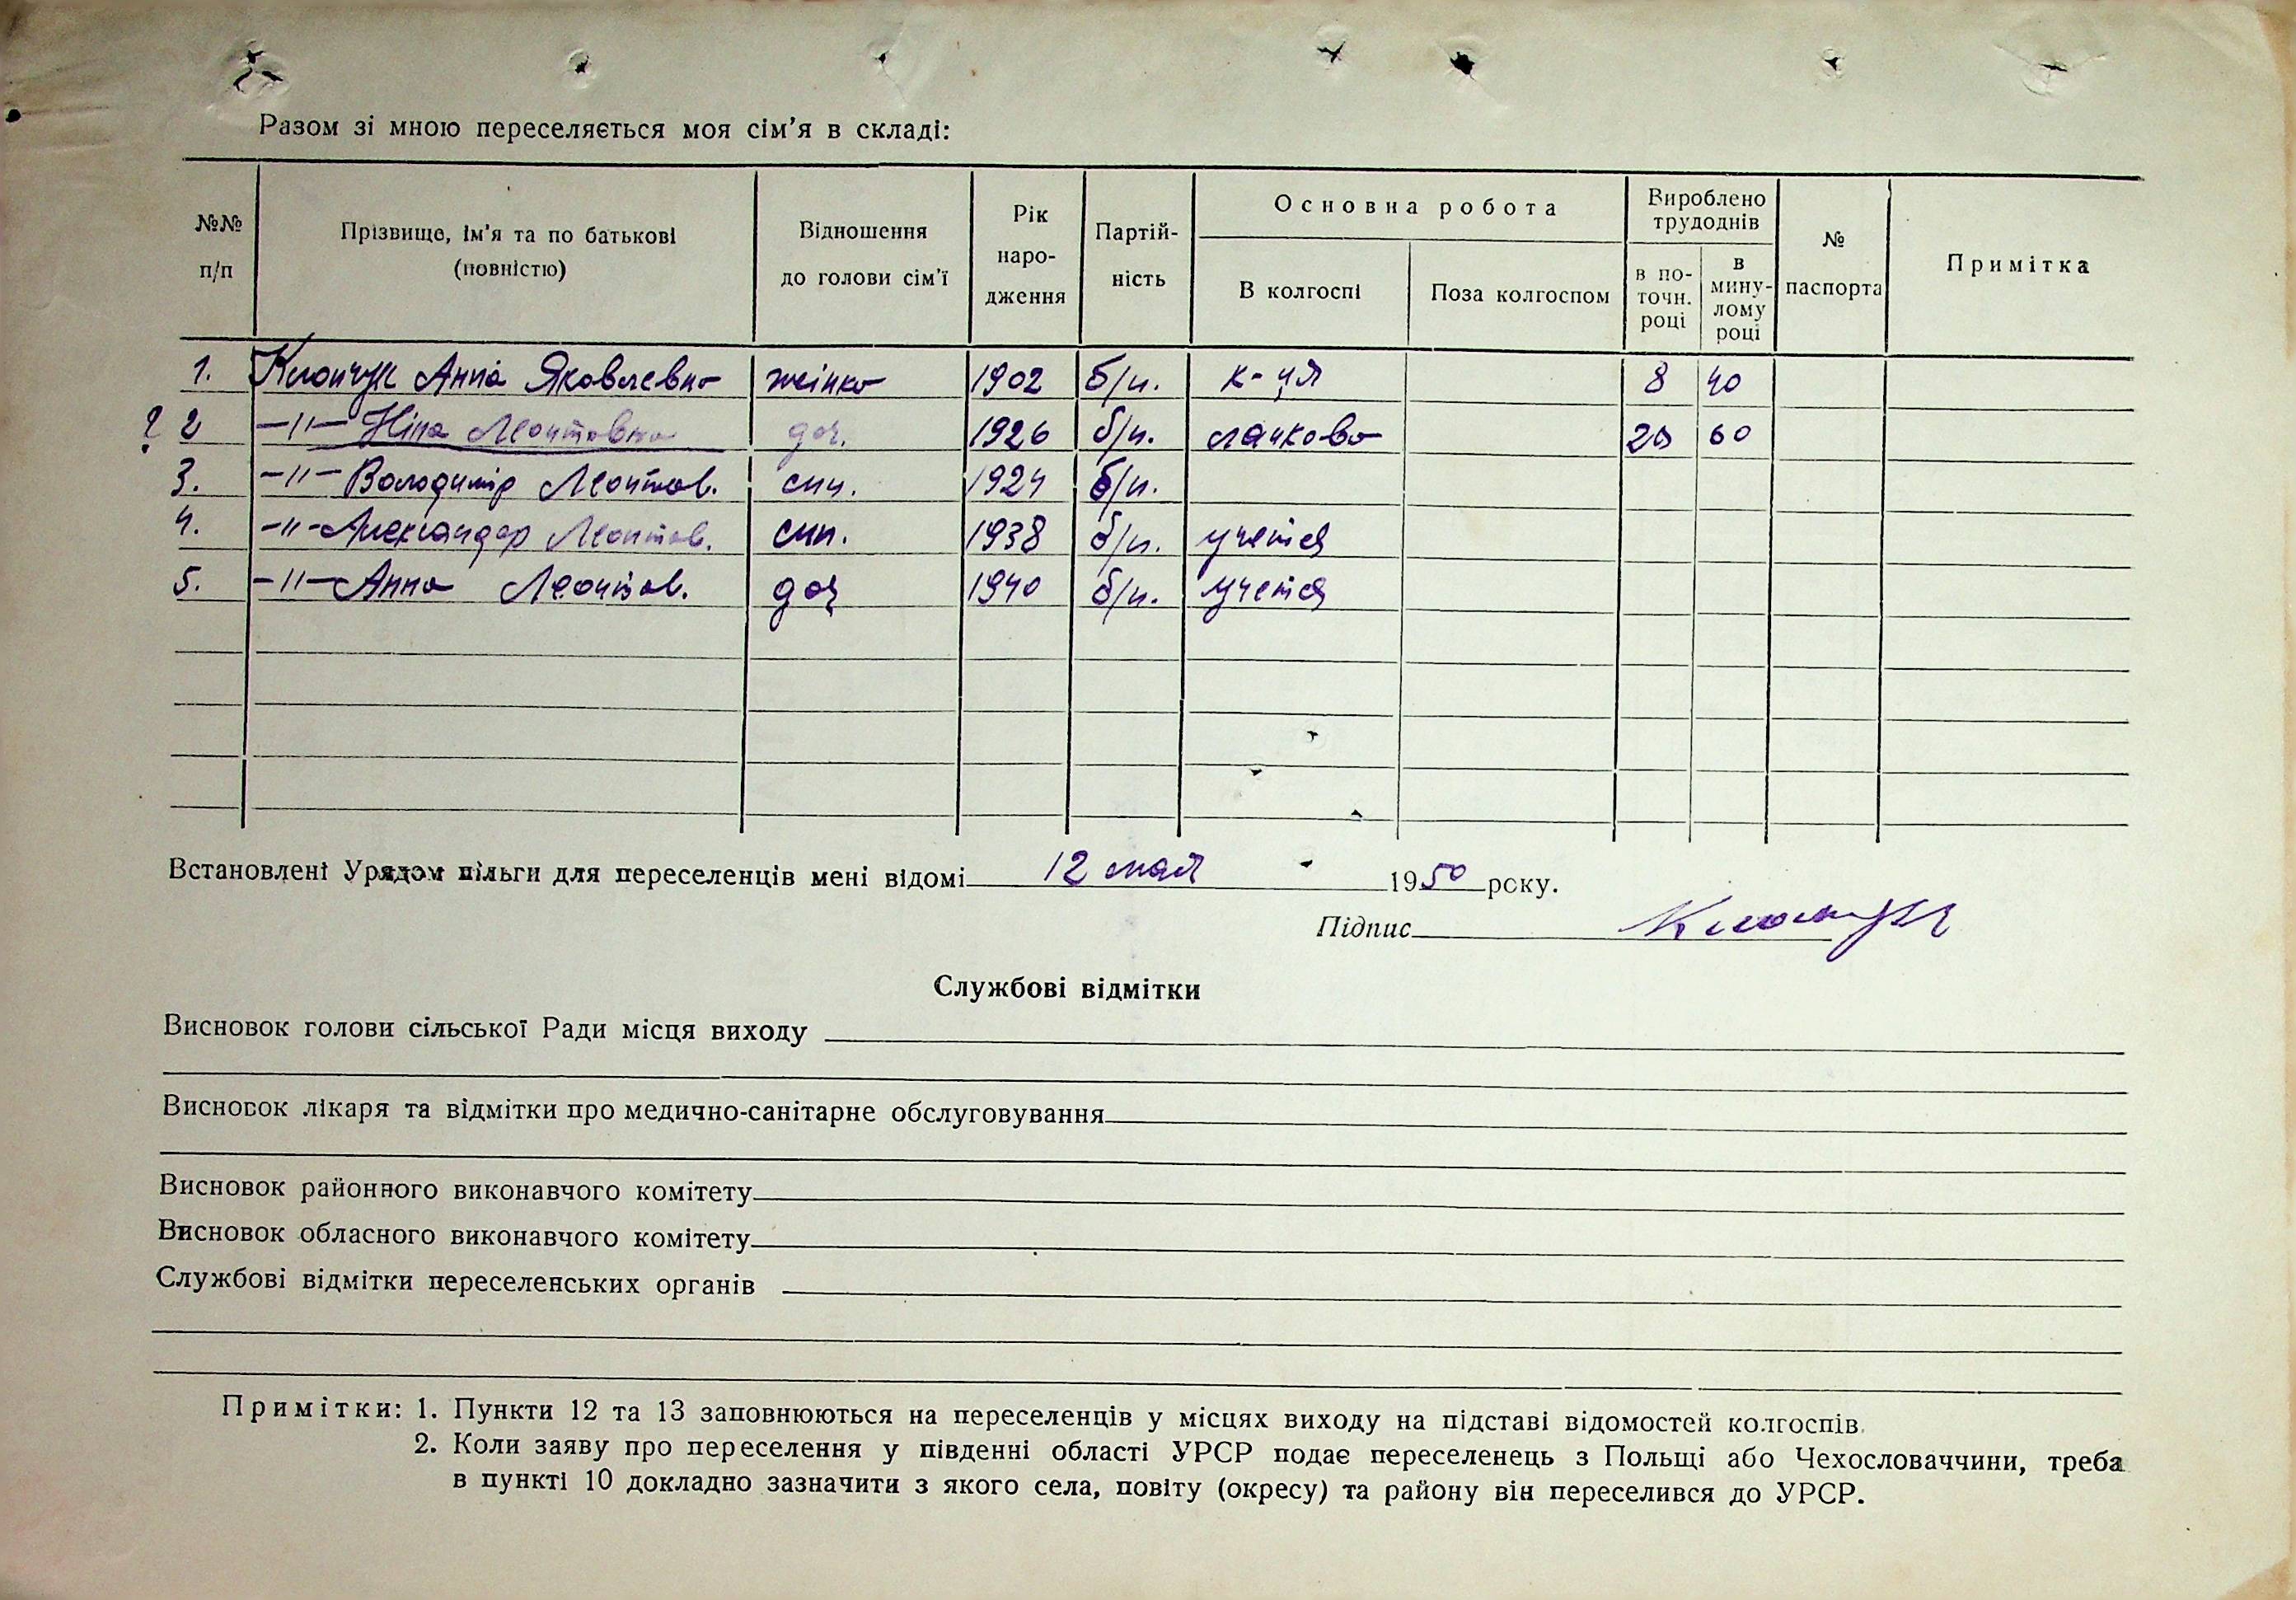 Разом зі мною переселяється моя сім'я в складі:
№№ п/п
Прізвище, ім'я та по батькові (повністю)
Відношення до голови сім'ї
Рік народження
Партійність
Основна робота
В колгоспі
Поза колгоспом
Вироблено трудоднів
в поточн. році
в минулому році
№ паспорта
Примітка
1. Клопчук Анна Яковлевна жінка 1902 б/п. к-ця 8 40
? 2 —"— Ніна Леонтовна доч. 1926 б/п. ланкова 20 60
3. —"— Володимір Леонтов. син. 1924 б/п.
4. —"— Александер Леонтов. син. 1938 б/п. учется
5. —"— Анна Леонтов. доч 1940 б/п. учется
Встановлені Урядом пільги для переселенців мені відомі 12 мая 1950 року.
Підпис Клопчук
Службові відмітки
Висновок голови сільської Ради місця виходу
Висновок лікаря та відмітки про медично-санітарне обслуговування
Висновок районного виконавчого комітету
Висновок обласного виконавчого комітету
Службові відмітки переселенських органів
Примітки: 1. Пункти 12 та 13 заповнюються на переселенців у місцях виходу на підставі відомостей колгоспів.
2. Коли заяву про переселення у південні області УРСР подає переселенець з Польщі або Чехословаччини, треба
в пункті 10 докладно зазначити з якого села, повіту (окресу) та району він переселився до УРСР.